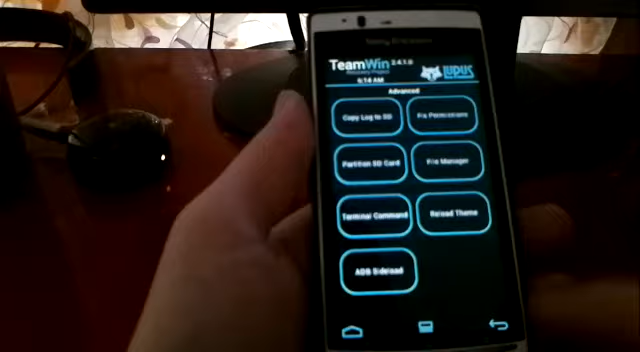 Sony Ericsson
TeamWin 2.4.1.0
Recovery Project
LUPUS
6:14 AM
Advanced
Copy Log to SD
Fix Permissions
Partition SD Card
File Manager
Terminal Command
Reload Theme
ADB Sideload